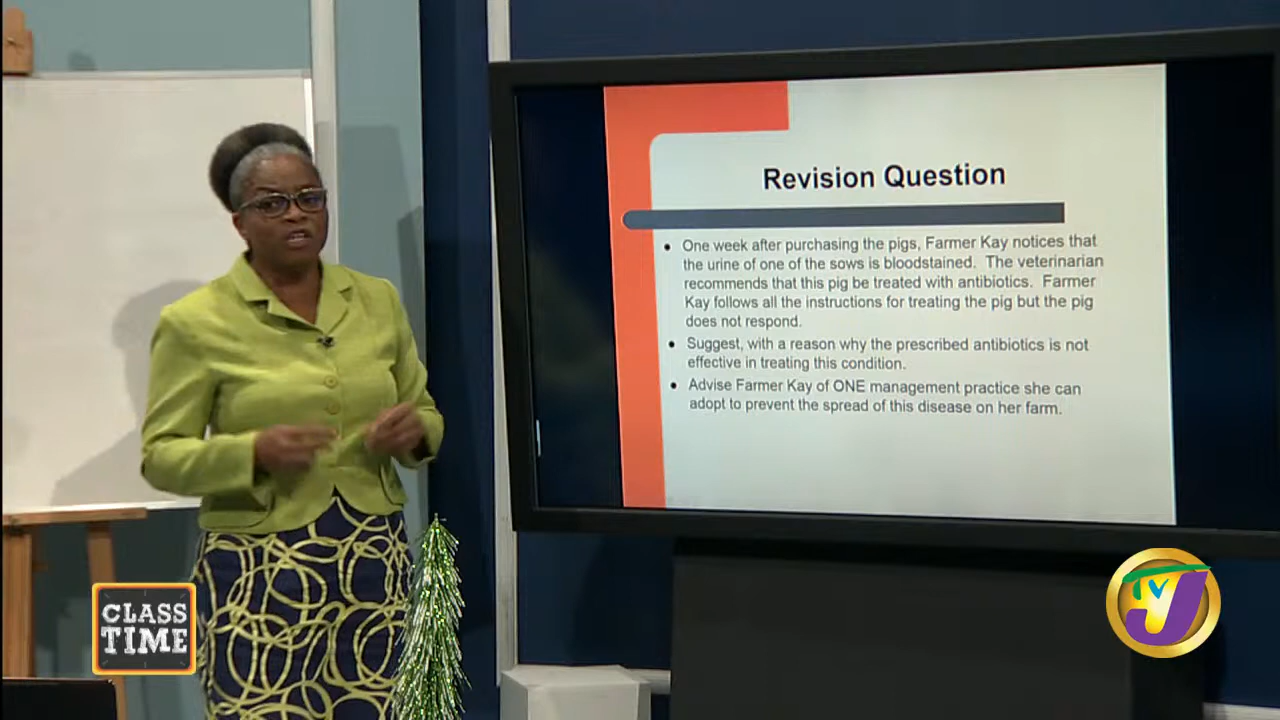 Revision Question
One week after purchasing the pigs, Farmer Kay notices that
the urine of one of the sows is bloodstained. The veterinarian
recommends that this pig be treated with antibiotics. Farmer
Kay follows all the instructions for treating the pig but the pig
does not respond.
Suggest, with a reason why the prescribed antibiotics is not
effective in treating this condition.
Advise Farmer Kay of ONE management practice she can
adopt to prevent the spread of this disease on her farm.
CLASS
TIME
TVJ